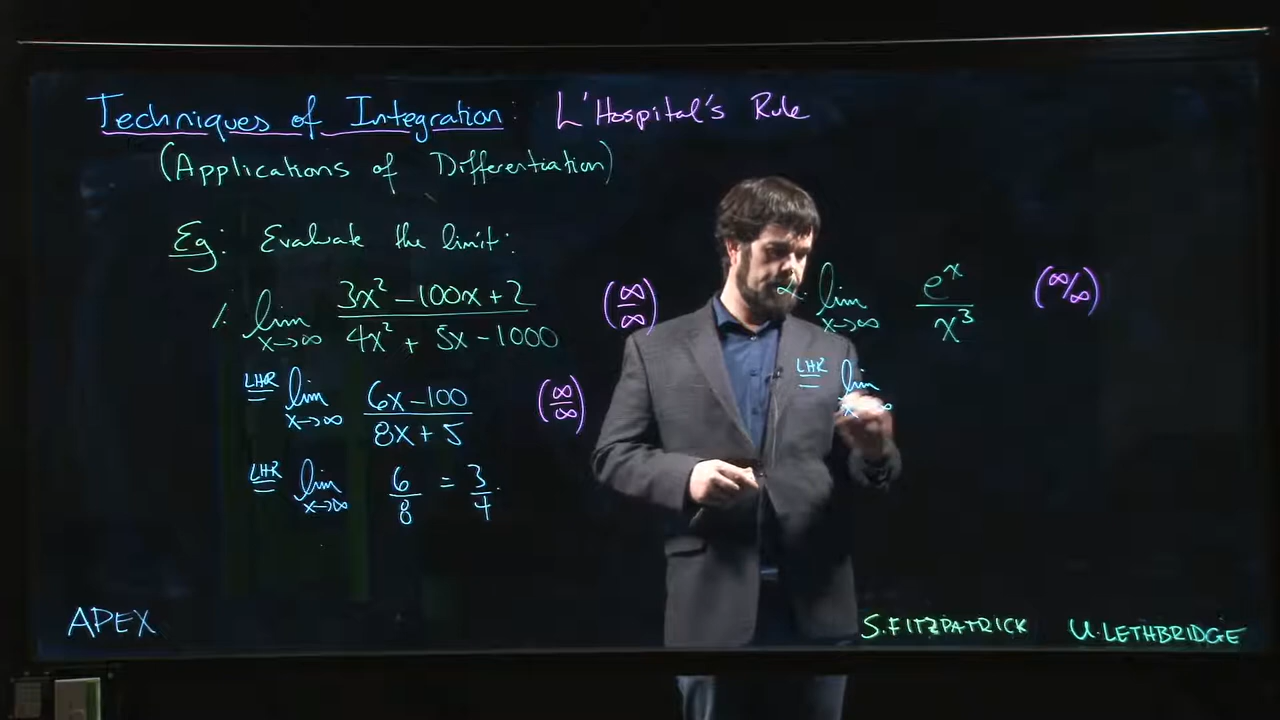 Techniques of Integration: L'Hospital's Rule
(Applications of Differentiation)
Eg: Evaluate the limit:
1. lim x→∞ (3x² - 100x + 2)/(4x² + 5x - 1000) (∞/∞)
LHR = lim x→∞ (6x - 100)/(8x + 5) (∞/∞)
LHR = lim x→∞ 6/8 = 3/4.
2. lim x→∞ eˣ/x³ (∞/∞)
LHR = lim x→∞
APEX
S. FITZPATRICK U. LETHBRIDGE